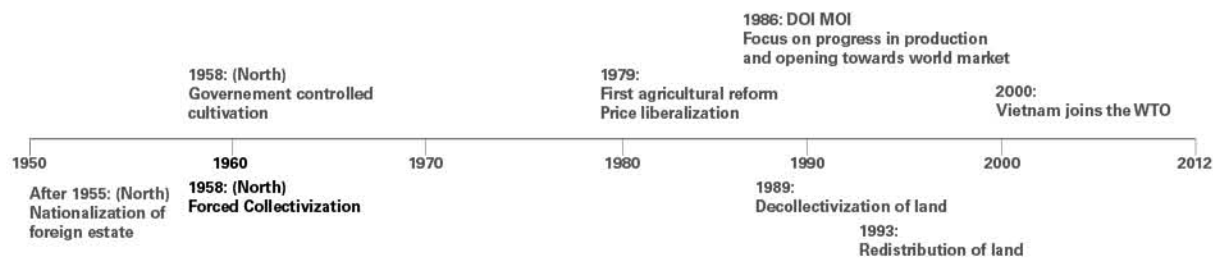 1986: DOI MOI
Focus on progress in production
and opening towards world market
1958: (North)
Governement controlled
cultivation
1979:
First agricultural reform
Price liberalization
2000:
Vietnam joins the WTO
1950 1960 1970 1980 1990 2000 2012
After 1955: (North)
Nationalization of
foreign estate
1958: (North)
Forced Collectivization
1989:
Decollectivization of land
1993:
Redistribution of land